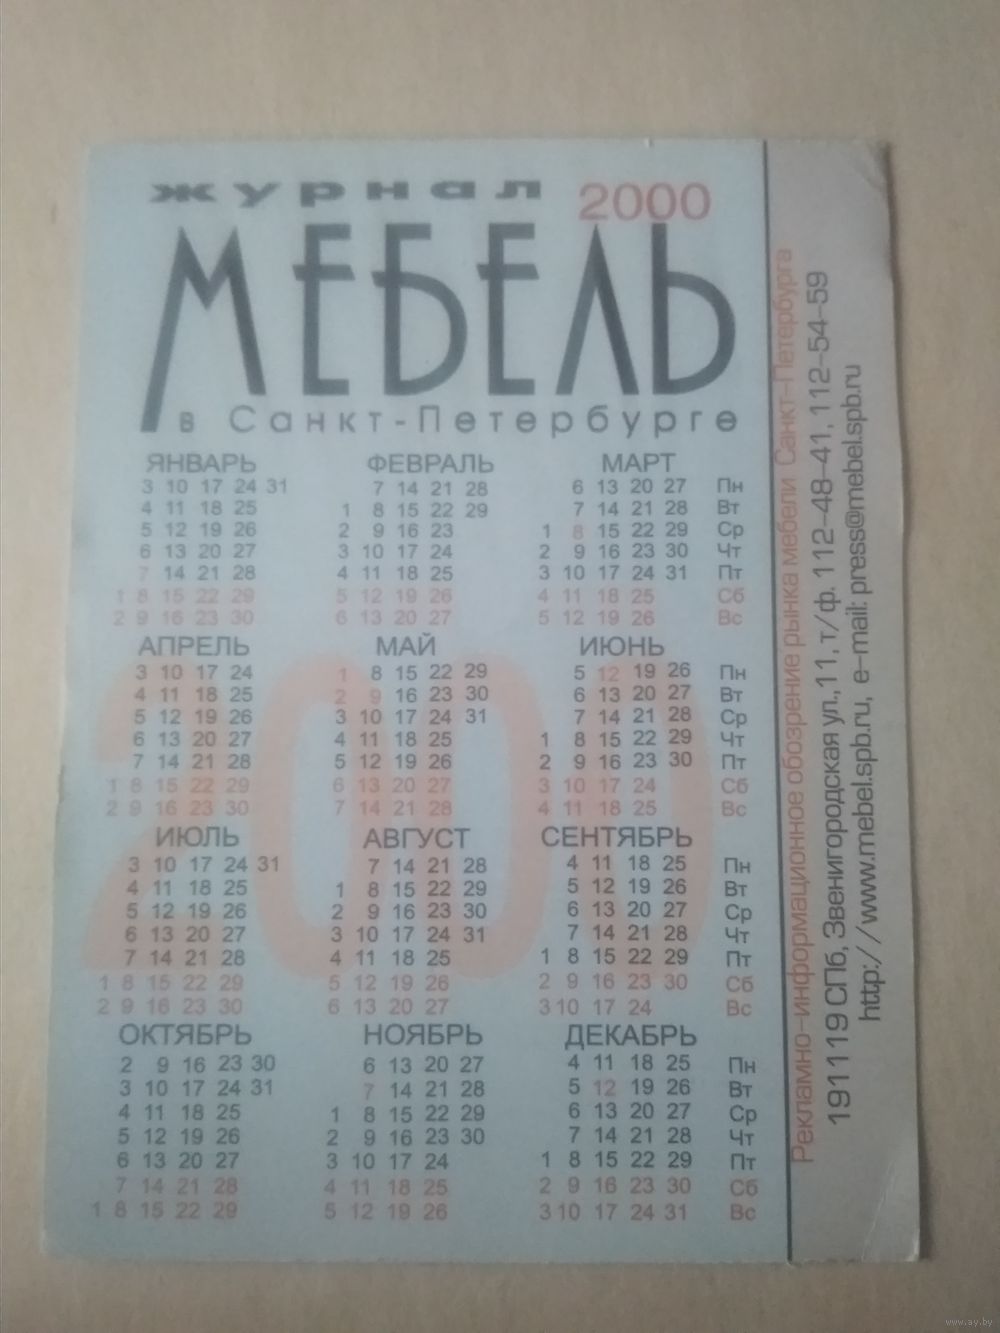 журнал 2000
МЕБЕЛЬ
в Санкт-Петербурге
ЯНВАРЬ ФЕВРАЛЬ МАРТ
3 10 17 24 31 7 14 21 28 6 13 20 27 Пн
4 11 18 25 1 8 15 22 29 7 14 21 28 Вт
5 12 19 26 2 9 16 23 1 8 15 22 29 Ср
6 13 20 27 3 10 17 24 2 9 16 23 30 Чт
7 14 21 28 4 11 18 25 3 10 17 24 31 Пт
1 8 15 22 29 5 12 19 26 4 11 18 25 Сб
2 9 16 23 30 6 13 20 27 5 12 19 26 Вс
АПРЕЛЬ МАЙ ИЮНЬ
3 10 17 24 1 8 15 22 29 5 12 19 26 Пн
4 11 18 25 2 9 16 23 30 6 13 20 27 Вт
5 12 19 26 3 10 17 24 31 7 14 21 28 Ср
6 13 20 27 4 11 18 25 1 8 15 22 29 Чт
7 14 21 28 5 12 19 26 2 9 16 23 30 Пт
1 8 15 22 29 6 13 20 27 3 10 17 24 Сб
2 9 16 23 30 7 14 21 28 4 11 18 25 Вс
ИЮЛЬ АВГУСТ СЕНТЯБРЬ
3 10 17 24 31 7 14 21 28 4 11 18 25 Пн
4 11 18 25 1 8 15 22 29 5 12 19 26 Вт
5 12 19 26 2 9 16 23 30 6 13 20 27 Ср
6 13 20 27 3 10 17 24 31 7 14 21 28 Чт
7 14 21 28 4 11 18 25 1 8 15 22 29 Пт
1 8 15 22 29 5 12 19 26 2 9 16 23 30 Сб
2 9 16 23 30 6 13 20 27 3 10 17 24 Вс
ОКТЯБРЬ НОЯБРЬ ДЕКАБРЬ
2 9 16 23 30 6 13 20 27 4 11 18 25 Пн
3 10 17 24 31 7 14 21 28 5 12 19 26 Вт
4 11 18 25 1 8 15 22 29 6 13 20 27 Ср
5 12 19 26 2 9 16 23 30 7 14 21 28 Чт
6 13 20 27 3 10 17 24 1 8 15 22 29 Пт
7 14 21 28 4 11 18 25 2 9 16 23 30 Сб
1 8 15 22 29 5 12 19 26 3 10 17 24 31 Вс
2000
Рекламно-информационное обозрение рынка мебели Санкт-Петербурга
191119 СПб, Звенигородская ул.,11, т/ф. 112-48-41, 112-54-59
http://www.mebel.spb.ru, e-mail: press@mebel.spb.ru
www.ay.by